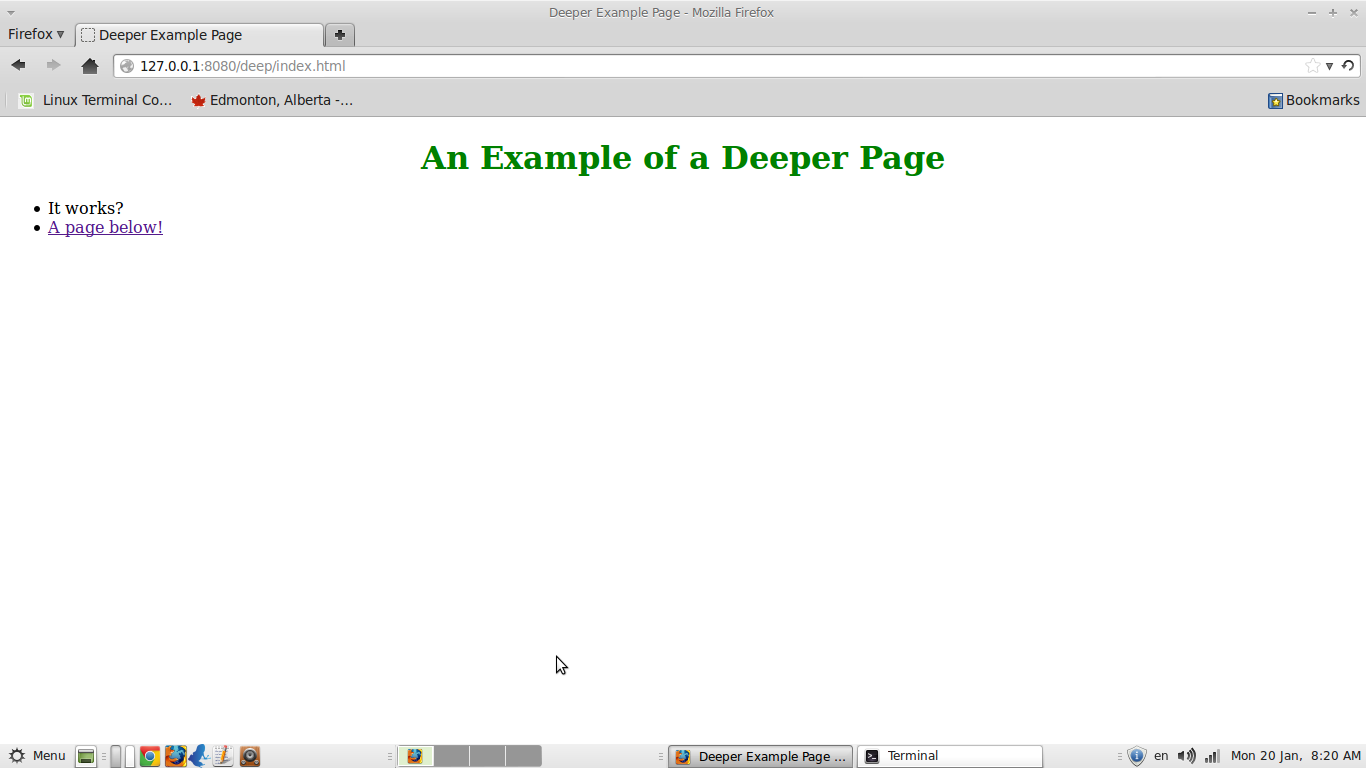 Deeper Example Page - Mozilla Firefox
Firefox
Deeper Example Page
127.0.0.1:8080/deep/index.html
Linux Terminal Co...
Edmonton, Alberta -...
Bookmarks
An Example of a Deeper Page
• It works?
• A page below!
Menu
Deeper Example Page ...
Terminal
en
Mon 20 Jan, 8:20 AM